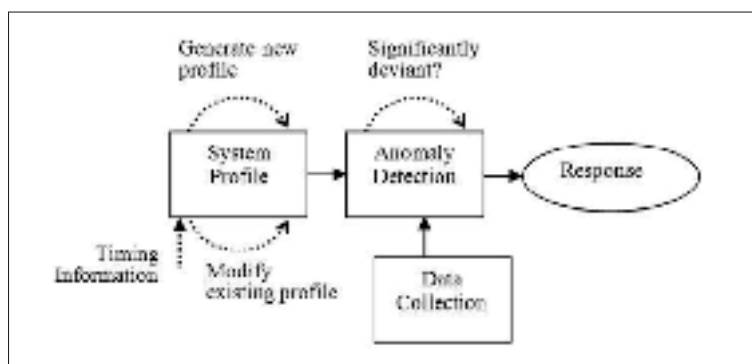 Generate new
profile
Significantly
deviant?
System
Profile
Anomaly
Detection
Response
Timing
Information
Modify
existing profile
Data
Collection